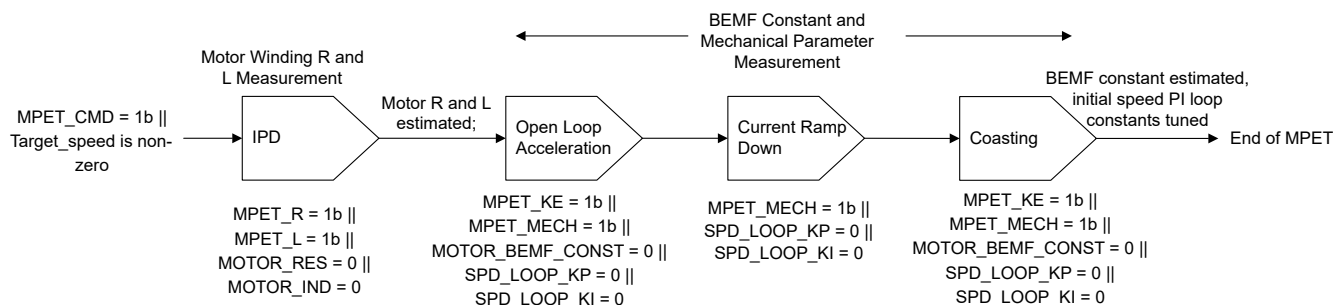 BEMF Constant and
Mechanical Parameter
Measurement
Motor Winding R and
L Measurement
MPET_CMD = 1b ||
Target_speed is non-
zero
IPD
Motor R and L
estimated;
Open Loop
Acceleration
Current Ramp
Down
Coasting
BEMF constant estimated,
initial speed PI loop
constants tuned
End of MPET
MPET_R = 1b ||
MPET_L = 1b ||
MOTOR_RES = 0 ||
MOTOR_IND = 0
MPET_KE = 1b ||
MPET_MECH = 1b ||
MOTOR_BEMF_CONST = 0 ||
SPD_LOOP_KP = 0 ||
SPD_LOOP_KI = 0
MPET_MECH = 1b ||
SPD_LOOP_KP = 0 ||
SPD_LOOP_KI = 0
MPET_KE = 1b ||
MPET_MECH = 1b ||
MOTOR_BEMF_CONST = 0 ||
SPD_LOOP_KP = 0 ||
SPD_LOOP_KI = 0